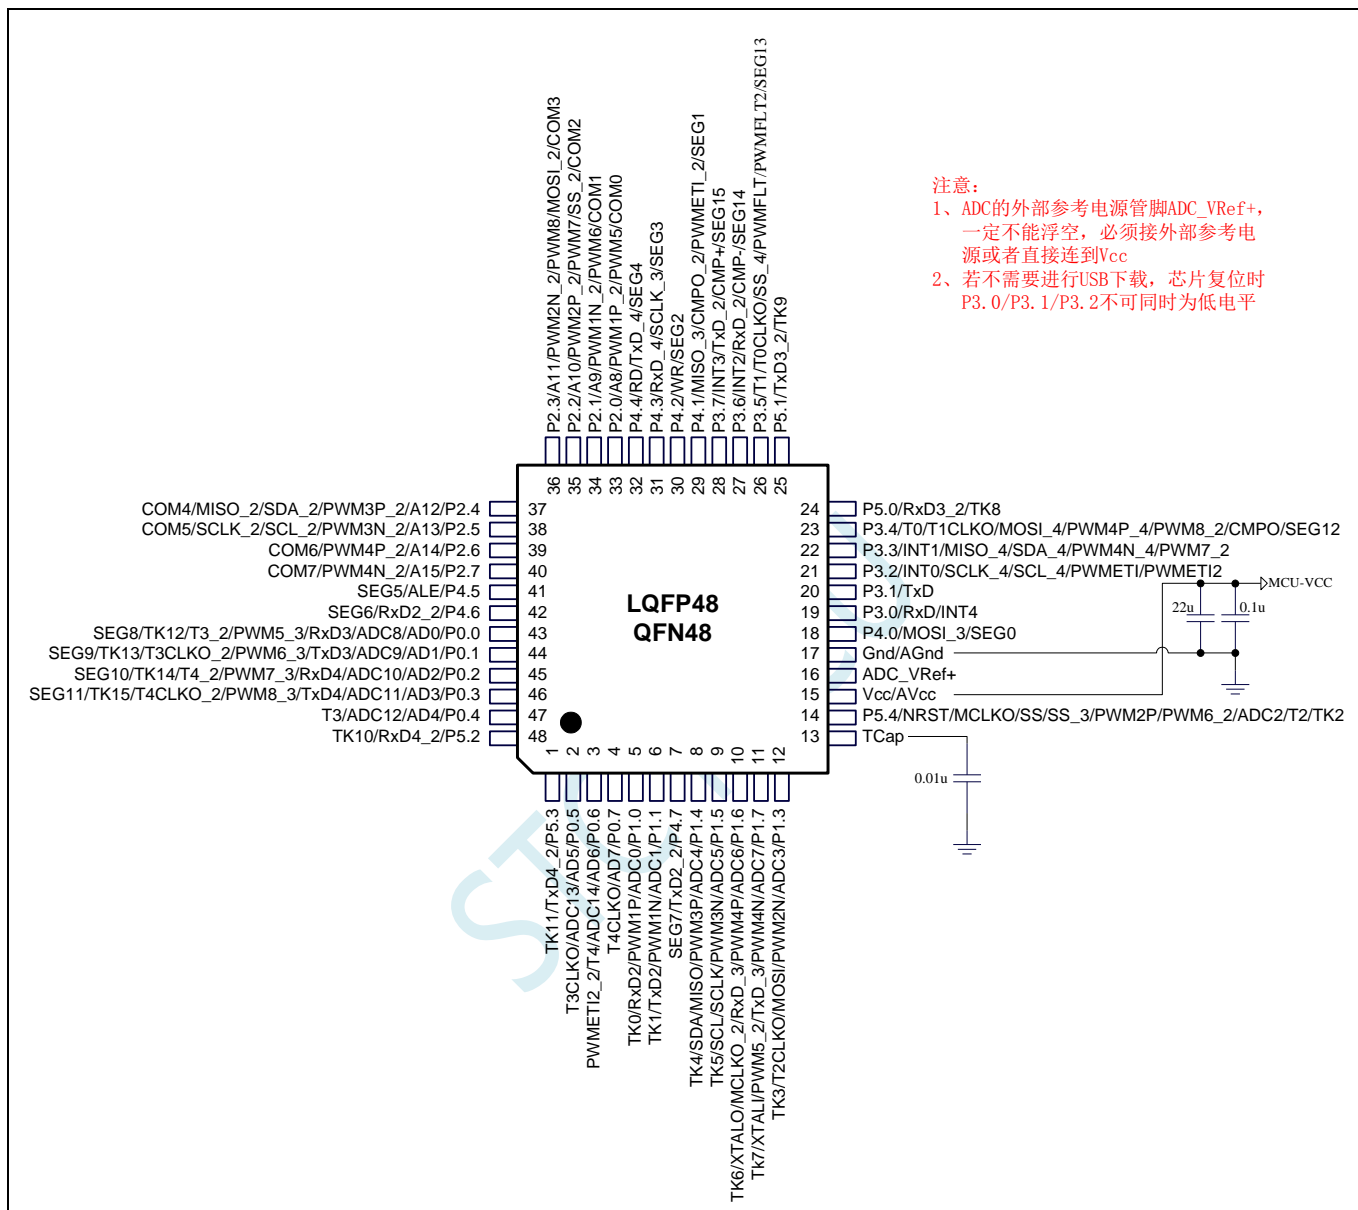 P2.3/A11/PWM2N_2/PWM8/MOSI_2/COM3
P2.2/A10/PWM2P_2/PWM7/SS_2/COM2
P2.1/A9/PWM1N_2/PWM6/COM1
P2.0/A8/PWM1P_2/PWM5/COM0
P4.4/RD/TxD_4/SEG4
P4.3/RxD_4/SCLK_3/SEG3
P4.2/WR/SEG2
P4.1/MISO_3/CMPO_2/PWMETI_2/SEG1
P3.7/INT3/TxD_2/CMP+/SEG15
P3.6/INT2/RxD_2/CMP-/SEG14
P3.5/T1/T0CLKO/SS_4/PWMFLT/PWMFLT2/SEG13
P5.1/TxD3_2/TK9
注意：
1、ADC的外部参考电源管脚ADC_VRef+，
一定不能浮空，必须接外部参考电
源或者直接连到Vcc
2、若不需要进行USB下载，芯片复位时
P3.0/P3.1/P3.2不可同时为低电平
36 35 34 33 32 31 30 29 28 27 26 25
COM4/MISO_2/SDA_2/PWM3P_2/A12/P2.4 37
COM5/SCLK_2/SCL_2/PWM3N_2/A13/P2.5 38
COM6/PWM4P_2/A14/P2.6 39
COM7/PWM4N_2/A15/P2.7 40
SEG5/ALE/P4.5 41
SEG6/RxD2_2/P4.6 42
SEG8/TK12/T3_2/PWM5_3/RxD3/ADC8/AD0/P0.0 43
SEG9/TK13/T3CLKO_2/PWM6_3/TxD3/ADC9/AD1/P0.1 44
SEG10/TK14/T4_2/PWM7_3/RxD4/ADC10/AD2/P0.2 45
SEG11/TK15/T4CLKO_2/PWM8_3/TxD4/ADC11/AD3/P0.3 46
T3/ADC12/AD4/P0.4 47
TK10/RxD4_2/P5.2 48
LQFP48
QFN48
24 P5.0/RxD3_2/TK8
23 P3.4/T0/T1CLKO/MOSI_4/PWM4P_4/PWM8_2/CMPO/SEG12
22 P3.3/INT1/MISO_4/SDA_4/PWM4N_4/PWM7_2
21 P3.2/INT0/SCLK_4/SCL_4/PWMETI/PWMETI2
20 P3.1/TxD
19 P3.0/RxD/INT4
18 P4.0/MOSI_3/SEG0
17 Gnd/AGnd
16 ADC_VRef+
15 Vcc/AVcc
14 P5.4/NRST/MCLKO/SS/SS_3/PWM2P/PWM6_2/ADC2/T2/TK2
13 TCap
MCU-VCC
22u
0.1u
0.01u
1 2 3 4 5 6 7 8 9 10 11 12
TK11/TxD4_2/P5.3
T3CLKO/ADC13/AD5/P0.5
PWMETI2_2/T4/ADC14/AD6/P0.6
T4CLKO/AD7/P0.7
TK0/RxD2/PWM1P/ADC0/P1.0
TK1/TxD2/PWM1N/ADC1/P1.1
SEG7/TxD2_2/P4.7
TK4/SDA/MISO/PWM3P/ADC4/P1.4
TK5/SCL/SCLK/PWM3N/ADC5/P1.5
TK6/XTALO/MCLKO_2/RxD_3/PWM4P/ADC6/P1.6
Tk7/XTALI/PWM5_2/TxD_3/PWM4N/ADC7/P1.7
TK3/T2CLKO/MOSI/PWM2N/ADC3/P1.3